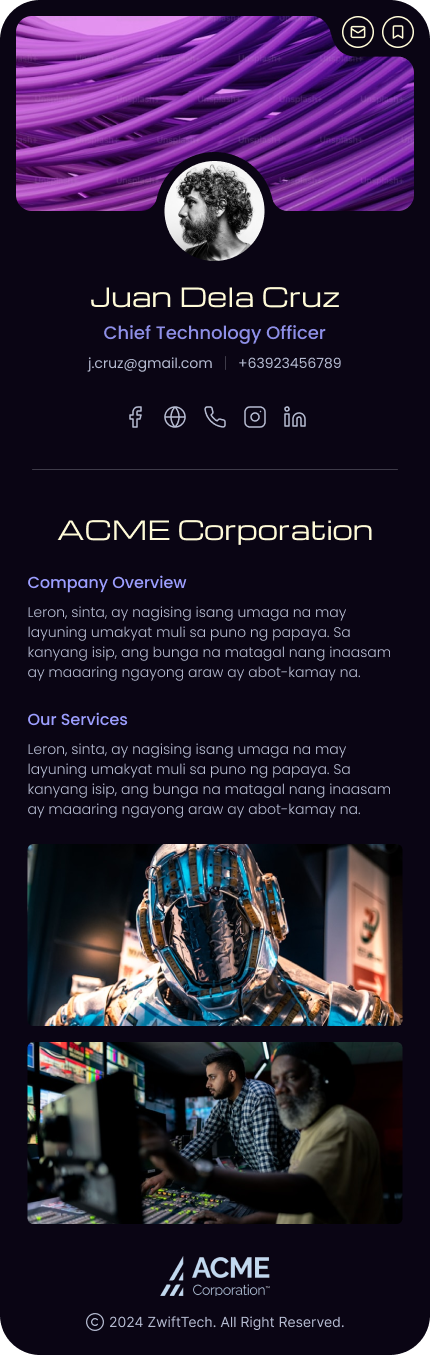 Juan Dela Cruz
Chief Technology Officer
j.cruz@gmail.com | +63923456789
ACME Corporation
Company Overview
Leron, sinta, ay nagising isang umaga na may
layuning umakyat muli sa puno ng papaya. Sa
kanyang isip, ang bunga na matagal nang inaasam
ay maaaring ngayong araw ay abot-kamay na.
Our Services
Leron, sinta, ay nagising isang umaga na may
layuning umakyat muli sa puno ng papaya. Sa
kanyang isip, ang bunga na matagal nang inaasam
ay maaaring ngayong araw ay abot-kamay na.
ACME
Corporation™
© 2024 ZwiftTech. All Right Reserved.